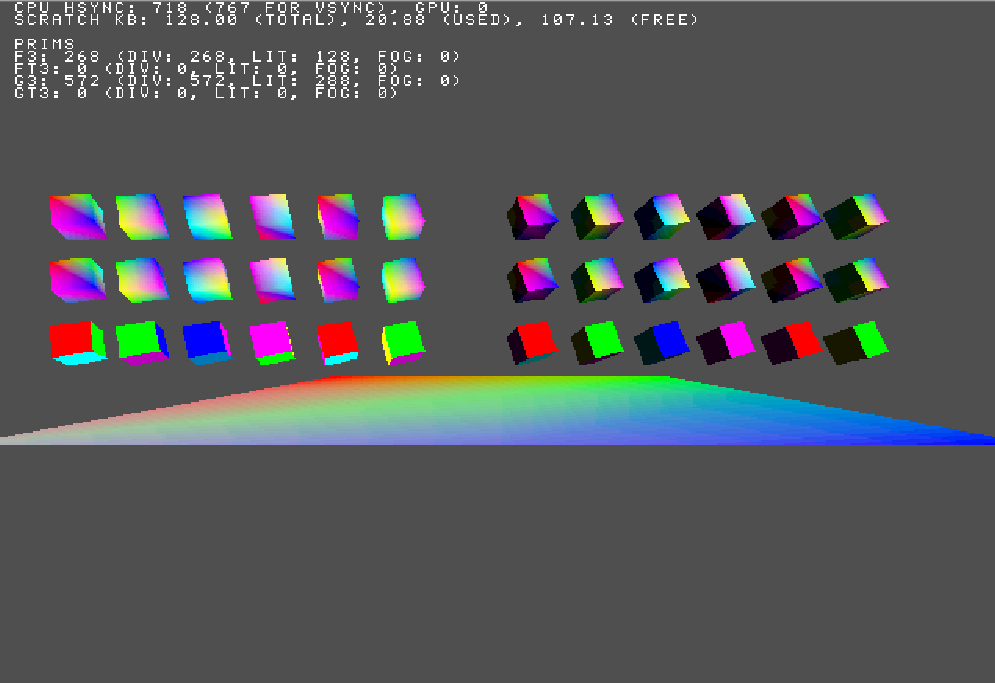 CPU HSYNC: 718 (767 FOR VSYNC), GPU: 0
SCRATCH KB: 128.00 (TOTAL), 20.88 (USED), 107.13 (FREE)
PRIMS
F3: 268 (DIV: 268, LIT: 128, FOG: 0)
FT3: 0 (DIV: 0, LIT: 0, FOG: 0)
G3: 572 (DIV: 572, LIT: 288, FOG: 0)
GT3: 0 (DIV: 0, LIT: 0, FOG: 0)